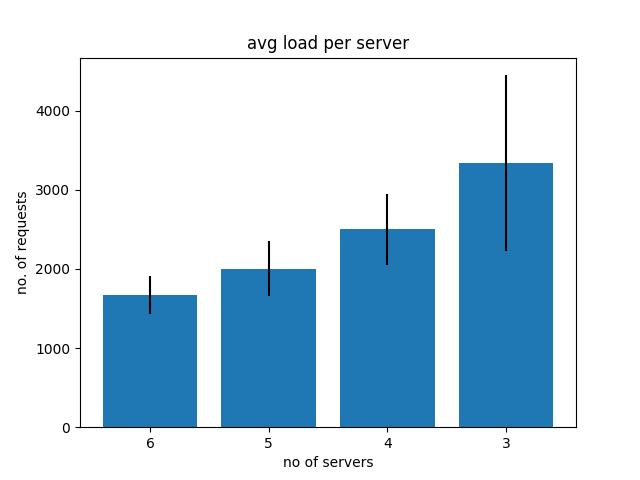 avg load per server
no. of requests
4000
3000
2000
1000
0
6 5 4 3
no of servers